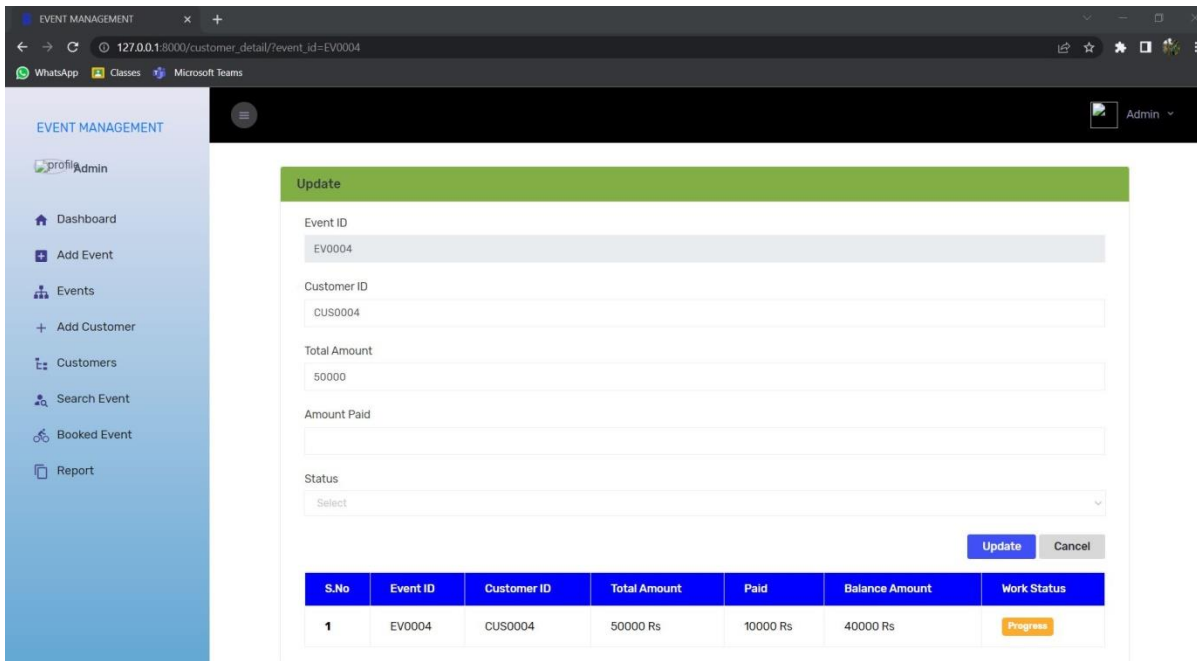 EVENT MANAGEMENT
127.0.0.1:8000/customer_detail/?event_id=EV0004
WhatsApp Classes Microsoft Teams
EVENT MANAGEMENT
Admin
profile Admin
Dashboard
Add Event
Events
Add Customer
Customers
Search Event
Booked Event
Report
Update
Event ID
EV0004
Customer ID
CUS0004
Total Amount
50000
Amount Paid
Status
Select
Update Cancel
S.No Event ID Customer ID Total Amount Paid Balance Amount Work Status
1 EV0004 CUS0004 50000 Rs 10000 Rs 40000 Rs Progress